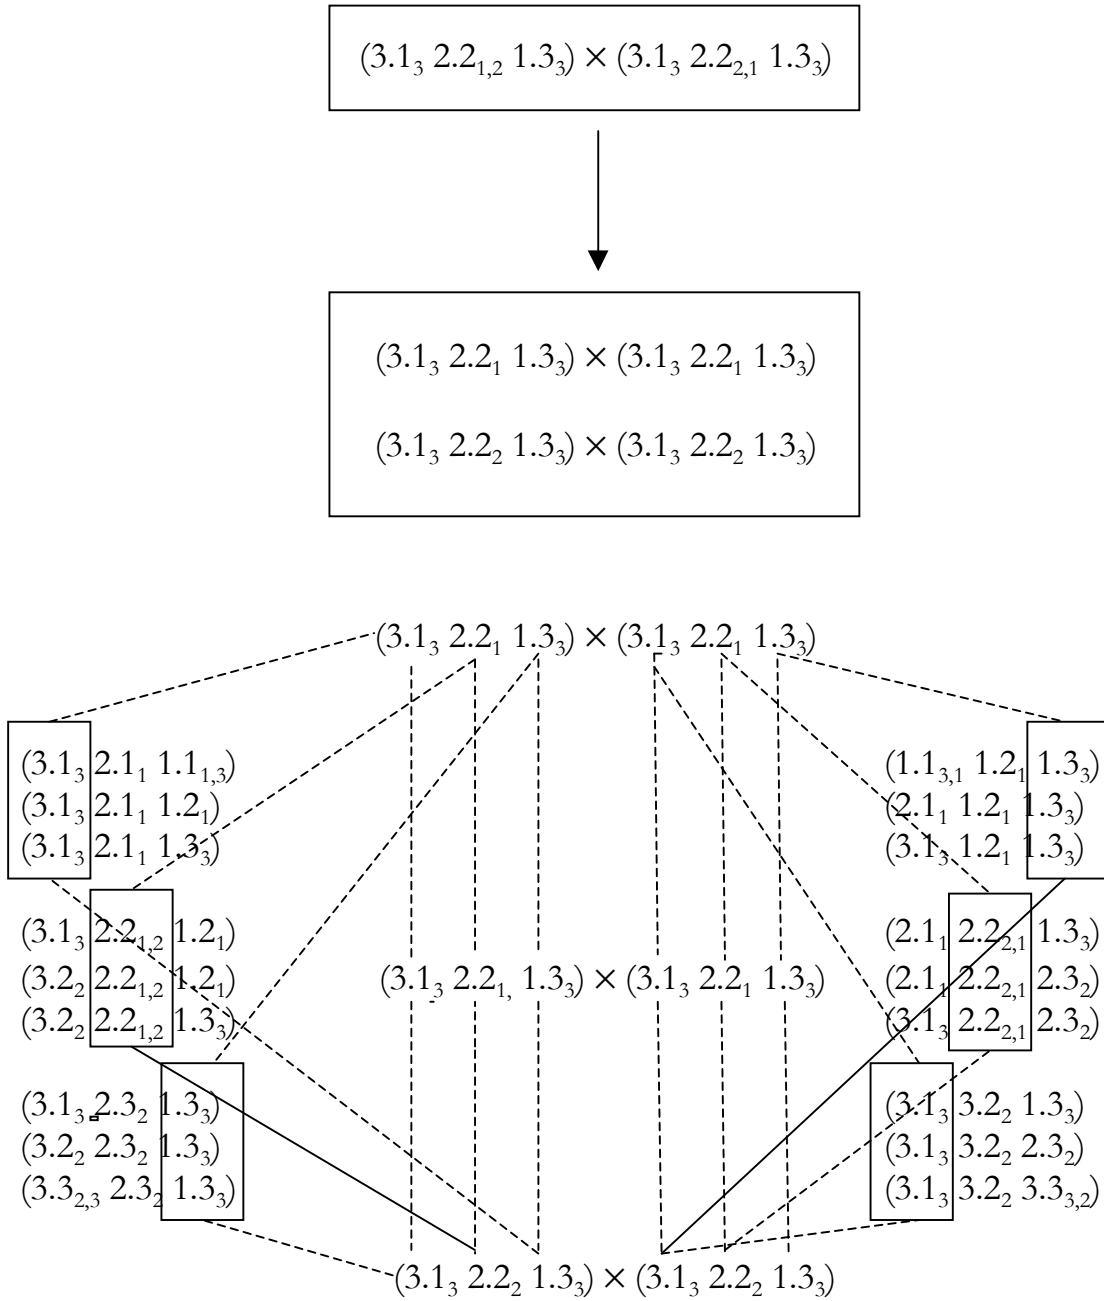 (3.1₃ 2.2₁,₂ 1.3₃) × (3.1₃ 2.2₂,₁ 1.3₃)
(3.1₃ 2.2₁ 1.3₃) × (3.1₃ 2.2₁ 1.3₃)
(3.1₃ 2.2₂ 1.3₃) × (3.1₃ 2.2₂ 1.3₃)
(3.1₃ 2.2₁ 1.3₃) × (3.1₃ 2.2₁ 1.3₃)
(3.1₃ 2.1₁ 1.1₁,₃)
(3.1₃ 2.1₁ 1.2₁)
(3.1₃ 2.1₁ 1.3₃)
(1.1₃,₁ 1.2₁ 1.3₃)
(2.1₁ 1.2₁ 1.3₃)
(3.1₃ 1.2₁ 1.3₃)
(3.1₃ 2.2₁,₂ 1.2₁)
(3.2₂ 2.2₁,₂ 1.2₁)
(3.2₂ 2.2₁,₂ 1.3₃)
(3.1₃ 2.2₁, 1.3₃) × (3.1₃ 2.2₁ 1.3₃)
(2.1₁ 2.2₂,₁ 1.3₃)
(2.1₁ 2.2₂,₁ 2.3₂)
(3.1₃ 2.2₂,₁ 2.3₂)
(3.1₃ 2.3₂ 1.3₃)
(3.2₂ 2.3₂ 1.3₃)
(3.3₂,₃ 2.3₂ 1.3₃)
(3.1₃ 3.2₂ 1.3₃)
(3.1₃ 3.2₂ 2.3₂)
(3.1₃ 3.2₂ 3.3₃,₂)
(3.1₃ 2.2₂ 1.3₃) × (3.1₃ 2.2₂ 1.3₃)